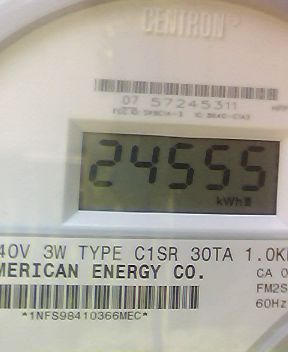 CENTRON
07 57245311
24555
kWh
40V 3W TYPE C1SR 30TA 1.0K
MERICAN ENERGY CO.
CA 0
FM2S
60Hz
*1NFS98410366MEC*